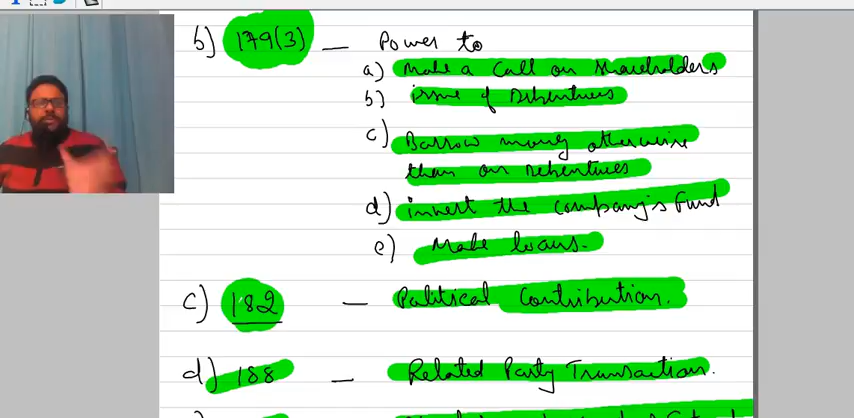 b) 179(3) — Power to
a) Make a Call on Shareholders
b) issue of Debentures
c) Borrow money otherwise
than on Debentures
d) invest the Company's Fund
e) Make loans.
c) 182 — Political Contribution.
d) 188 — Related Party Transaction.